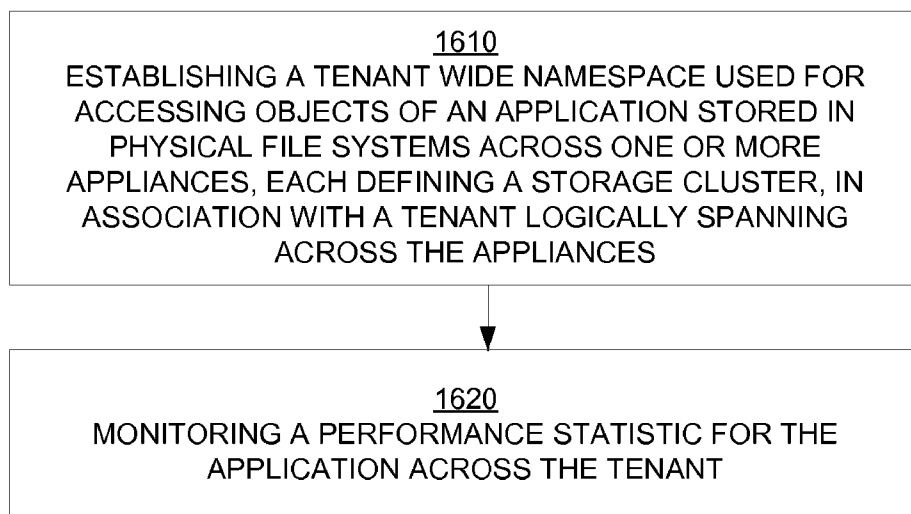 1610
ESTABLISHING A TENANT WIDE NAMESPACE USED FOR
ACCESSING OBJECTS OF AN APPLICATION STORED IN
PHYSICAL FILE SYSTEMS ACROSS ONE OR MORE
APPLIANCES, EACH DEFINING A STORAGE CLUSTER, IN
ASSOCIATION WITH A TENANT LOGICALLY SPANNING
ACROSS THE APPLIANCES
1620
MONITORING A PERFORMANCE STATISTIC FOR THE
APPLICATION ACROSS THE TENANT